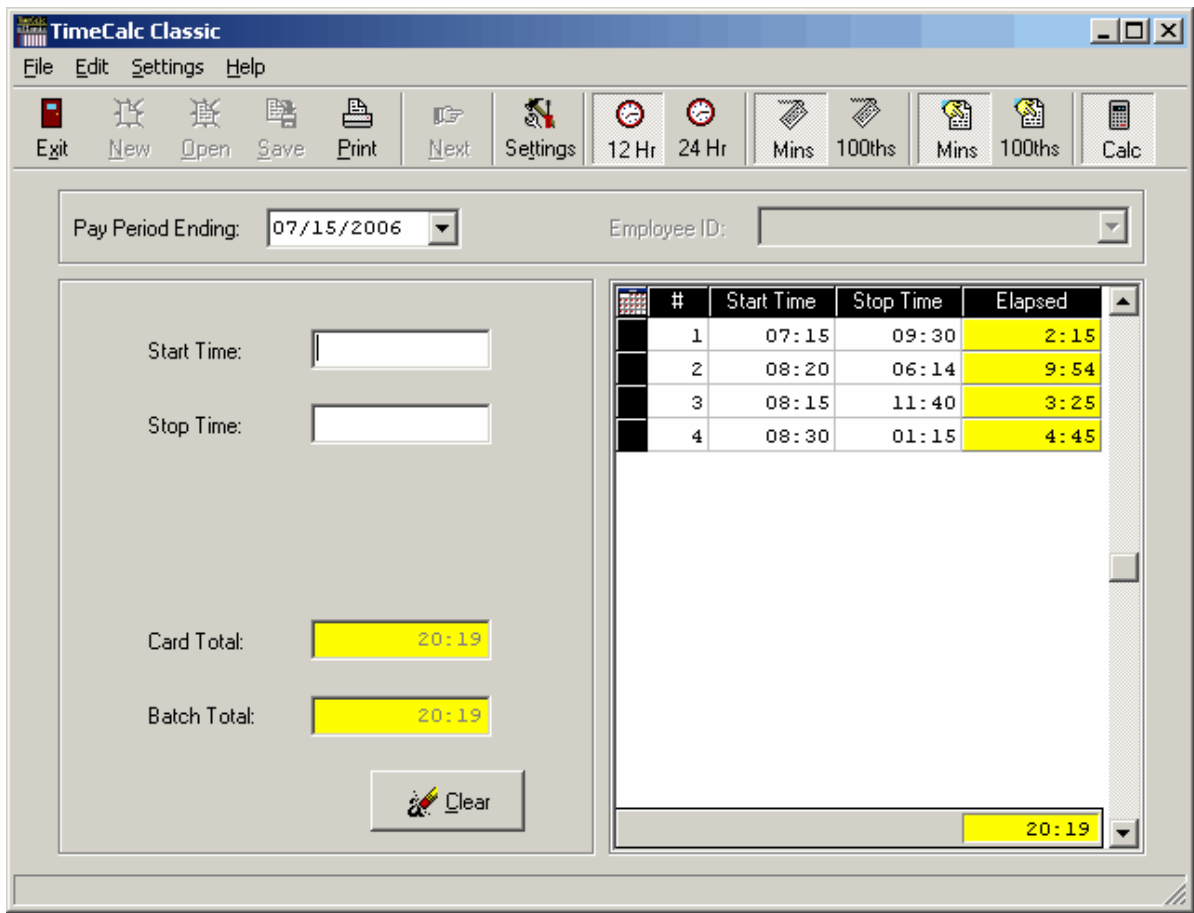 TimeCalc Classic
File Edit Settings Help
Exit New Open Save Print Next Settings 12 Hr 24 Hr Mins 100ths Mins 100ths Calc
Pay Period Ending: 07/15/2006 Employee ID:
Start Time:
Stop Time:
Card Total: 20:19
Batch Total: 20:19
Clear
# Start Time Stop Time Elapsed
1 07:15 09:30 2:15
2 08:20 06:14 9:54
3 08:15 11:40 3:25
4 08:30 01:15 4:45
20:19